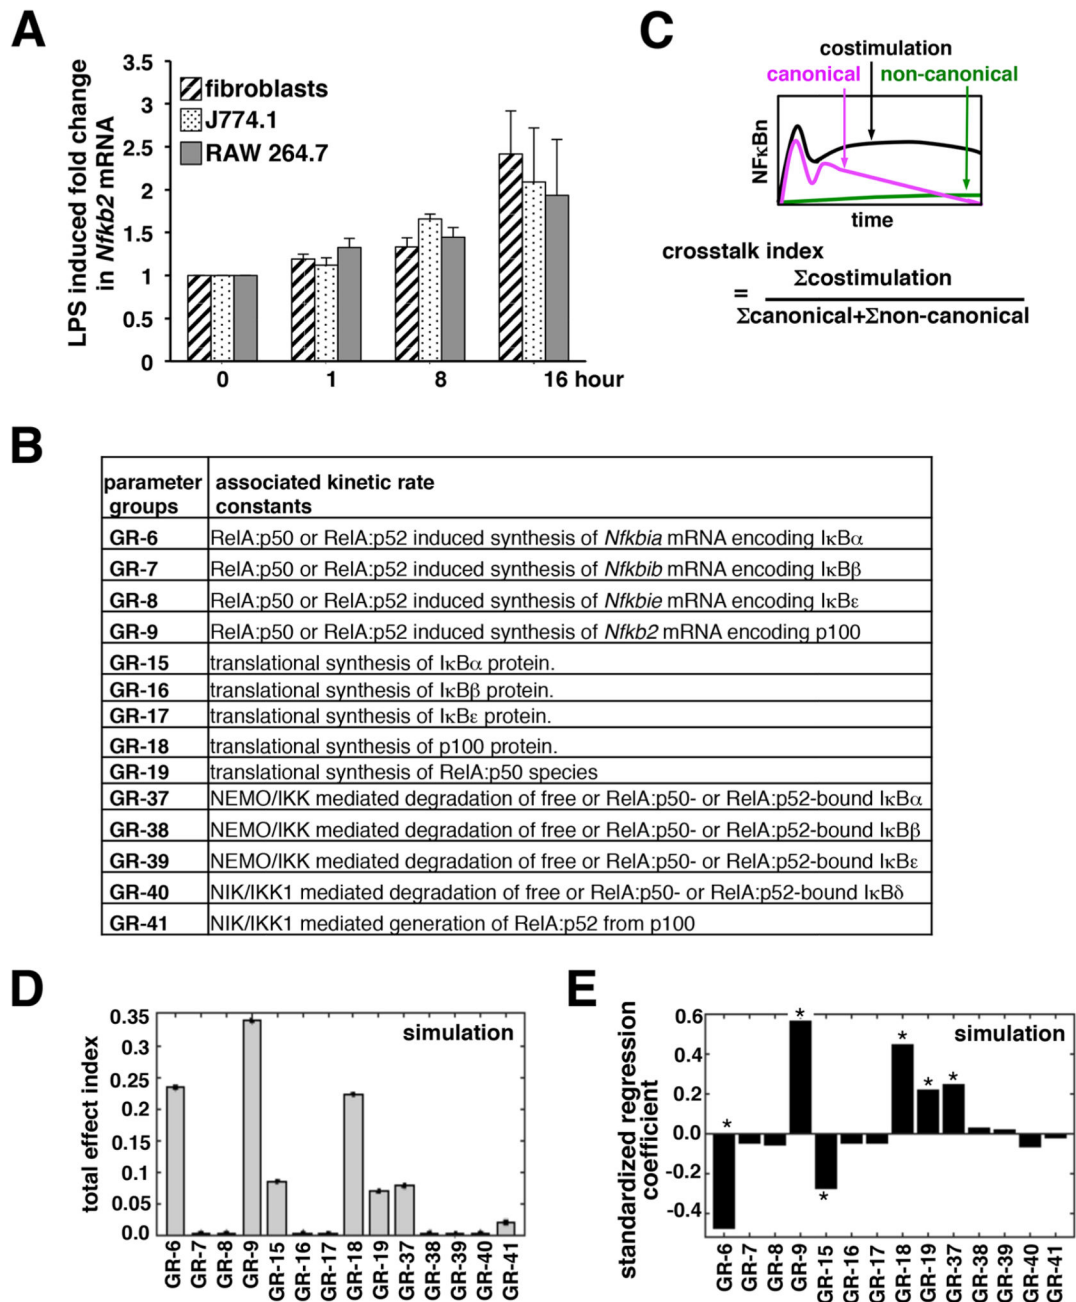 A
LPS induced fold change
in Nfkb2 mRNA
3.5
3
2.5
2
1.5
1
0.5
0
fibroblasts
J774.1
RAW 264.7
0 1 8 16 hour
C
costimulation
canonical non-canonical
NFκBn
time
crosstalk index
= Σcostimulation
Σcanonical+Σnon-canonical
B
parameter groups associated kinetic rate constants
GR-6 RelA:p50 or RelA:p52 induced synthesis of Nfkbia mRNA encoding IκBα
GR-7 RelA:p50 or RelA:p52 induced synthesis of Nfkbib mRNA encoding IκBβ
GR-8 RelA:p50 or RelA:p52 induced synthesis of Nfkbie mRNA encoding IκBε
GR-9 RelA:p50 or RelA:p52 induced synthesis of Nfkb2 mRNA encoding p100
GR-15 translational synthesis of IκBα protein.
GR-16 translational synthesis of IκBβ protein.
GR-17 translational synthesis of IκBε protein.
GR-18 translational synthesis of p100 protein.
GR-19 translational synthesis of RelA:p50 species
GR-37 NEMO/IKK mediated degradation of free or RelA:p50- or RelA:p52-bound IκBα
GR-38 NEMO/IKK mediated degradation of free or RelA:p50- or RelA:p52-bound IκBβ
GR-39 NEMO/IKK mediated degradation of free or RelA:p50- or RelA:p52-bound IκBε
GR-40 NIK/IKK1 mediated degradation of free or RelA:p50- or RelA:p52-bound IκBδ
GR-41 NIK/IKK1 mediated generation of RelA:p52 from p100
D
total effect index
0.35
0.3
0.25
0.2
0.15
0.1
0.05
0.0
simulation
GR-6 GR-7 GR-8 GR-9 GR-15 GR-16 GR-17 GR-18 GR-19 GR-37 GR-38 GR-39 GR-40 GR-41
E
standardized regression
coefficient
0.6
0.4
0.2
0.0
-0.2
-0.4
simulation
* * * * * *
GR-6 GR-7 GR-8 GR-9 GR-15 GR-16 GR-17 GR-18 GR-19 GR-37 GR-38 GR-39 GR-40 GR-41